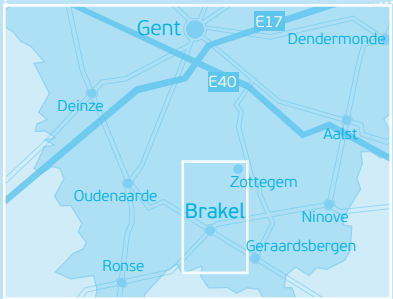 Gent
E17
Dendermonde
E40
Deinze
Aalst
Zottegem
Oudenaarde
Brakel
Ninove
Geraardsbergen
Ronse